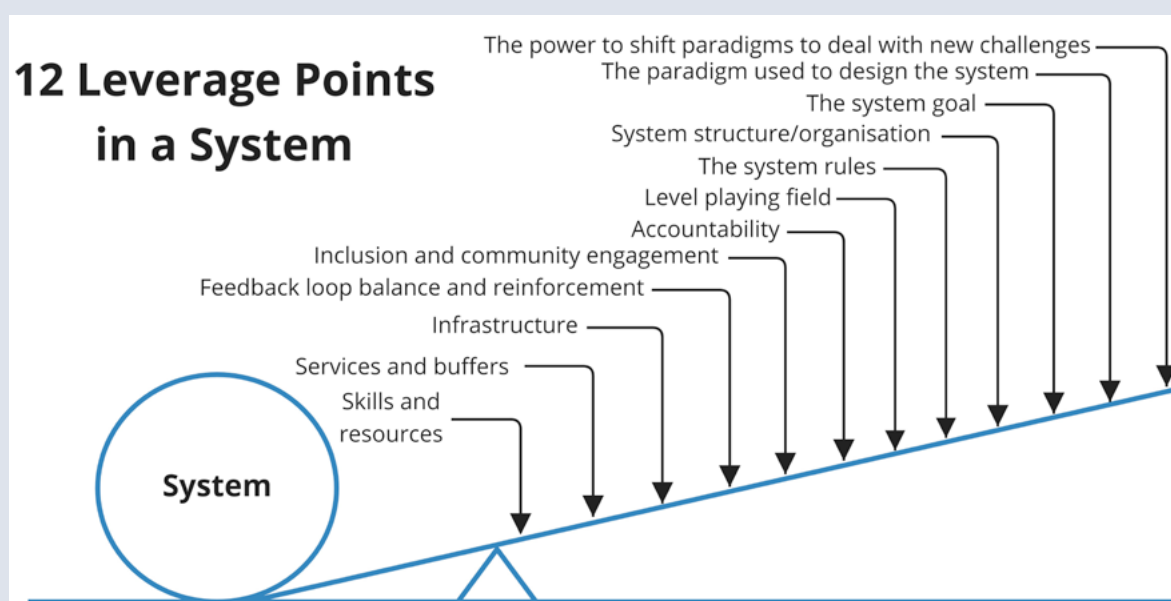 12 Leverage Points
in a System
The power to shift paradigms to deal with new challenges
The paradigm used to design the system
The system goal
System structure/organisation
The system rules
Level playing field
Accountability
Inclusion and community engagement
Feedback loop balance and reinforcement
Infrastructure
Services and buffers
Skills and
resources
System